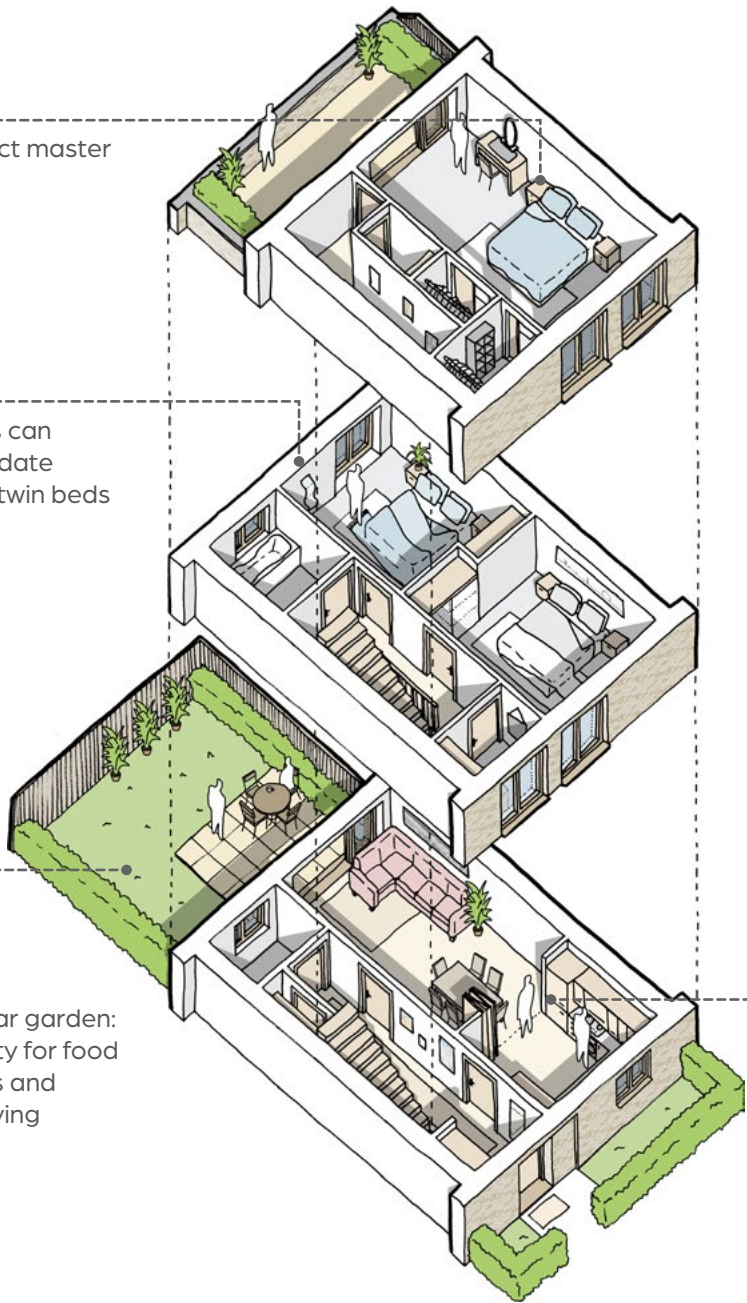 ct master
can
date
twin beds
ar garden:
ty for food
s and
ving